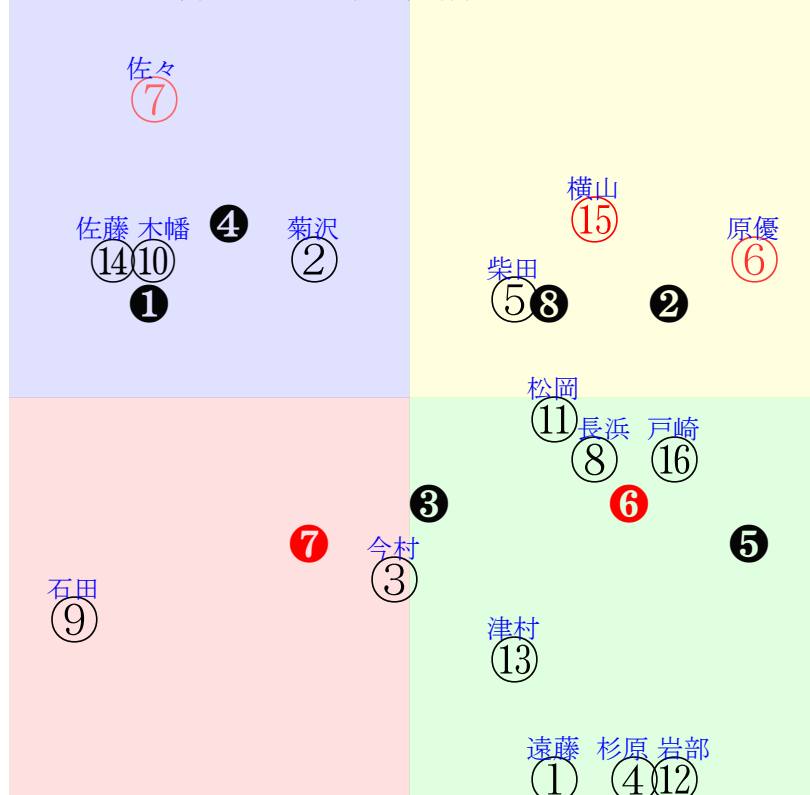 佐々
⑦
横山
⑮
佐藤 木幡 ❹ 菊沢
⑭⑩ ②
原優
⑥
柴田
⑤❽ ❷
❶
松岡
⑪
長浜 戸崎
⑧ ⑯
❸ ❻
❼ ❺
今村
③
石田
⑨
津村
⑬
遠藤 杉原 岩部
① ④⑫